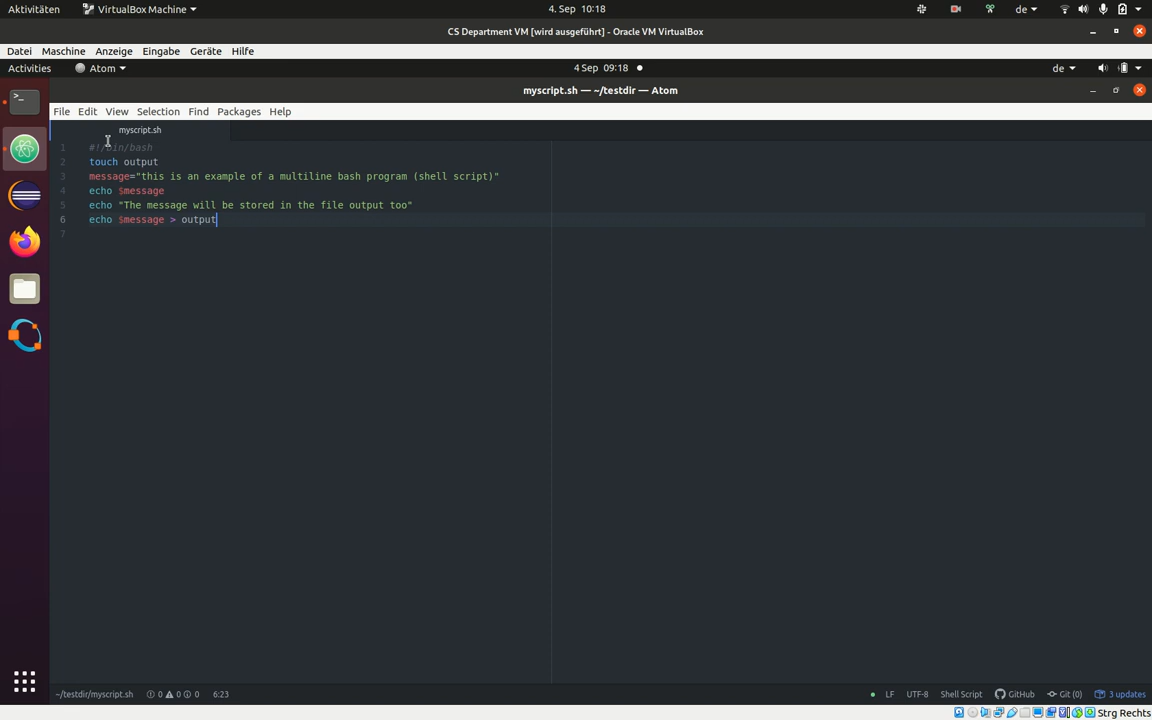 Aktivitäten VirtualBox Machine 4. Sep 10:18 de
CS Department VM [wird ausgeführt] - Oracle VM VirtualBox
Datei Maschine Anzeige Eingabe Geräte Hilfe
Activities Atom 4 Sep 09:18 de
myscript.sh — ~/testdir — Atom
File Edit View Selection Find Packages Help
myscript.sh
1 #!/bin/bash
2 touch output
3 message="this is an example of a multiline bash program (shell script)"
4 echo $message
5 echo "The message will be stored in the file output too"
6 echo $message > output
7
~/testdir/myscript.sh 0 0 0 6:23 LF UTF-8 Shell Script GitHub Git (0) 3 updates
Strg Rechts